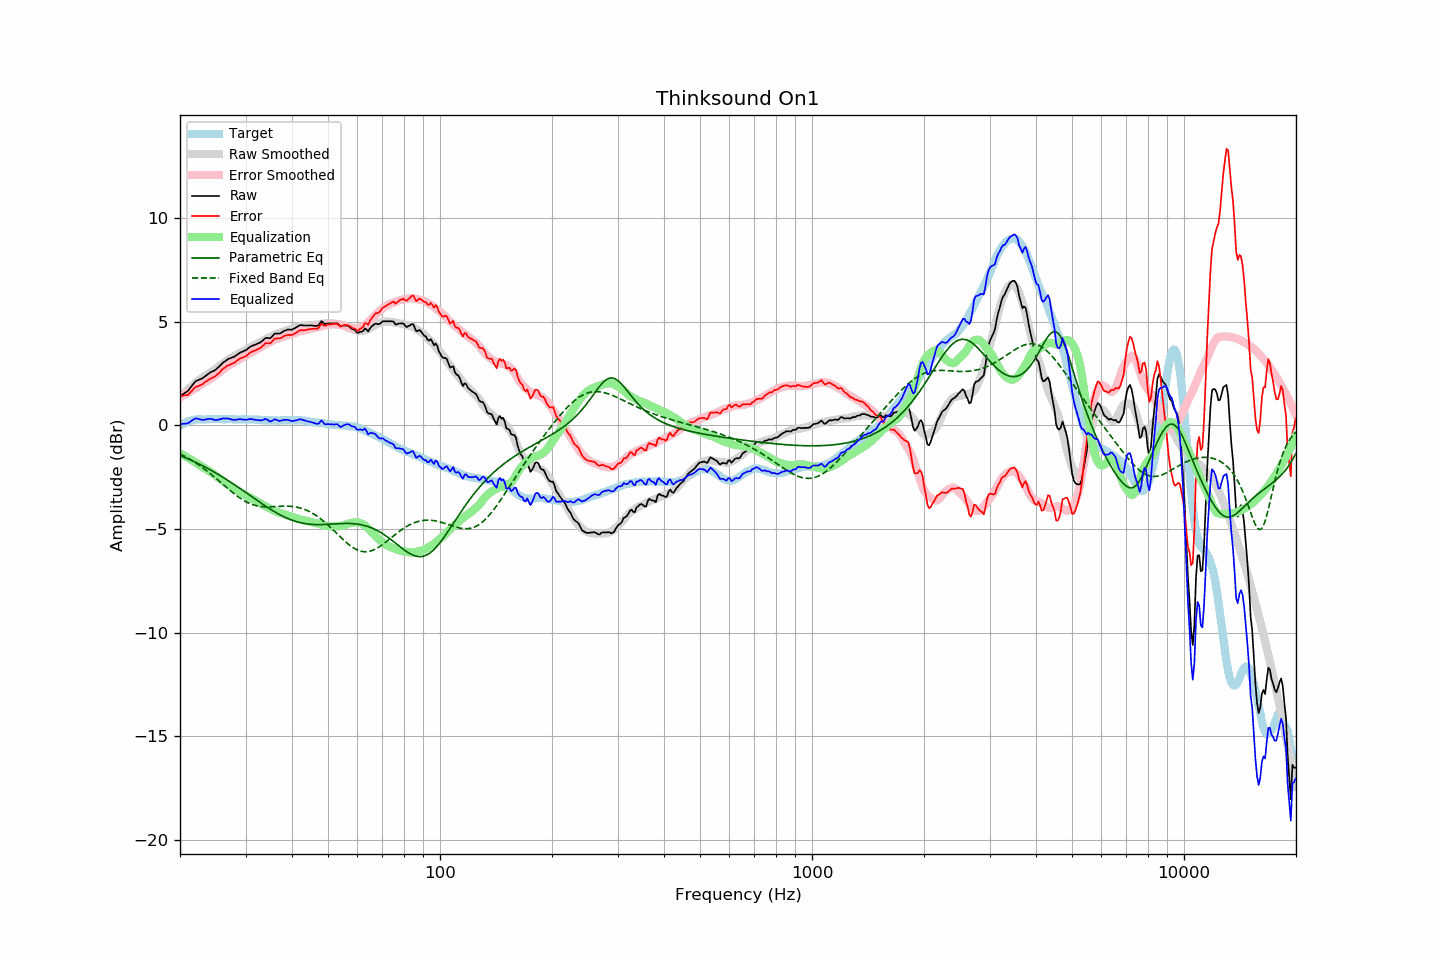 Thinksound On1
Target
Raw Smoothed
Error Smoothed
Raw
Error
Equalization
Parametric Eq
Fixed Band Eq
Equalized
10
5
0
−5
−10
−15
−20
Amplitude (dBr)
100
1000
10000
Frequency (Hz)